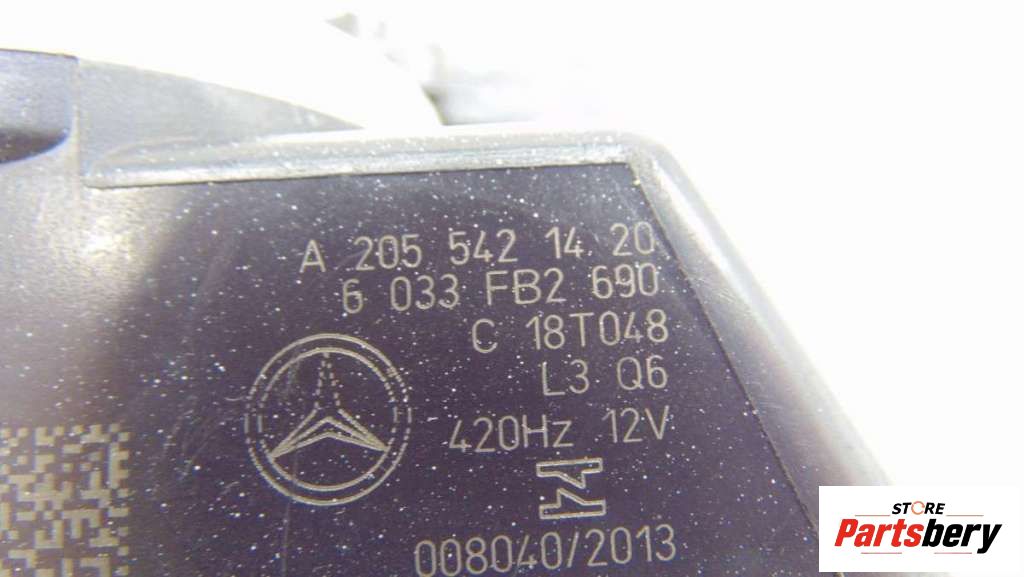 A 205 542 14 20
6 033 FB2 690
C 18T048
L3 Q6
420Hz 12V
008040/2013
STORE
Partsbery